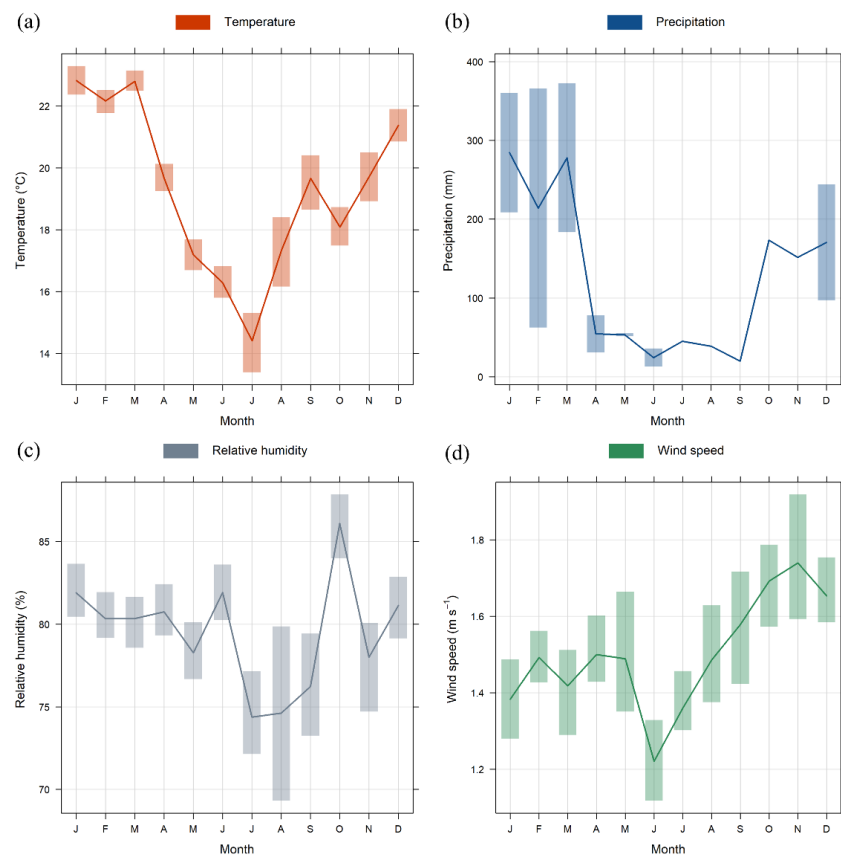 (a) Temperature
Temperature (°C)
22
20
18
16
14
J F M A M J J A S O N D
Month
(b) Precipitation
Precipitation (mm)
400
300
200
100
0
J F M A M J J A S O N D
Month
(c) Relative humidity
Relative humidity (%)
85
80
75
70
J F M A M J J A S O N D
Month
(d) Wind speed
Wind speed (m s⁻¹)
1.8
1.6
1.4
1.2
J F M A M J J A S O N D
Month